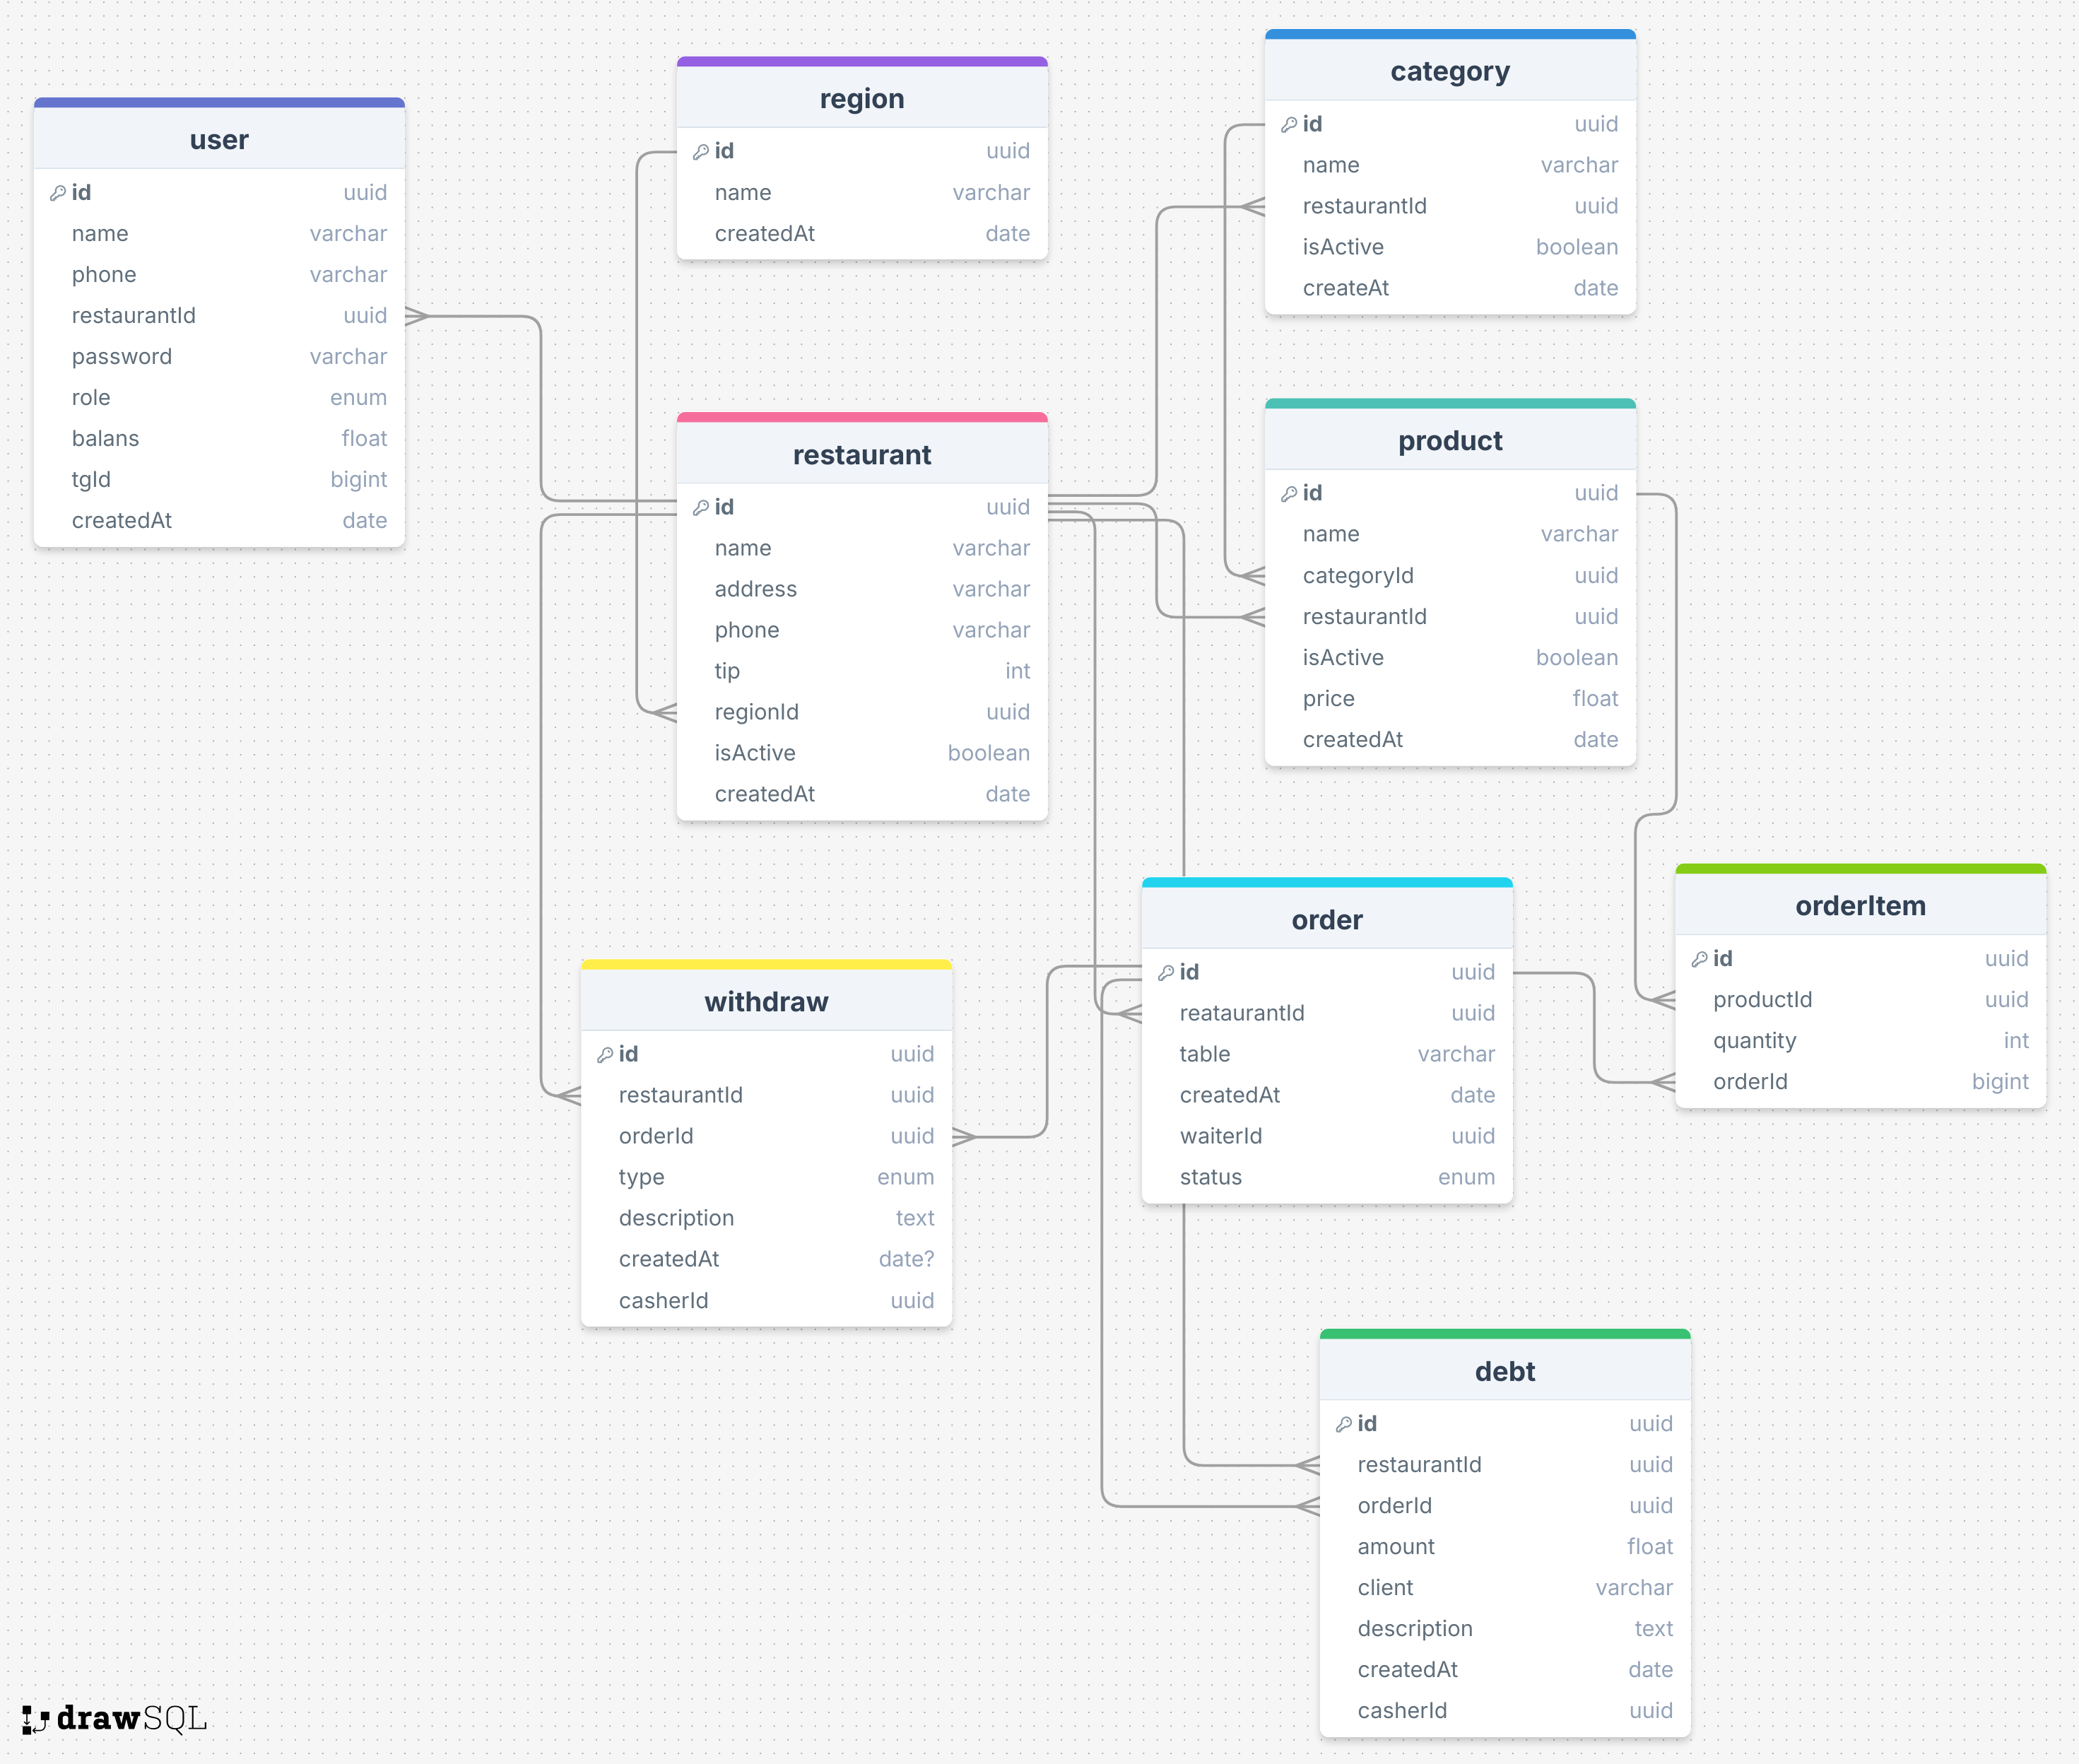 user
id uuid
name varchar
phone varchar
restaurantId uuid
password varchar
role enum
balans float
tgId bigint
createdAt date
region
id uuid
name varchar
createdAt date
category
id uuid
name varchar
restaurantId uuid
isActive boolean
createAt date
restaurant
id uuid
name varchar
address varchar
phone varchar
tip int
regionId uuid
isActive boolean
createdAt date
product
id uuid
name varchar
categoryId uuid
restaurantId uuid
isActive boolean
price float
createdAt date
withdraw
id uuid
restaurantId uuid
orderId uuid
type enum
description text
createdAt date?
casherId uuid
order
id uuid
reataurantId uuid
table varchar
createdAt date
waiterId uuid
status enum
orderItem
id uuid
productId uuid
quantity int
orderId bigint
debt
id uuid
restaurantId uuid
orderId uuid
amount float
client varchar
description text
createdAt date
casherId uuid
drawSQL